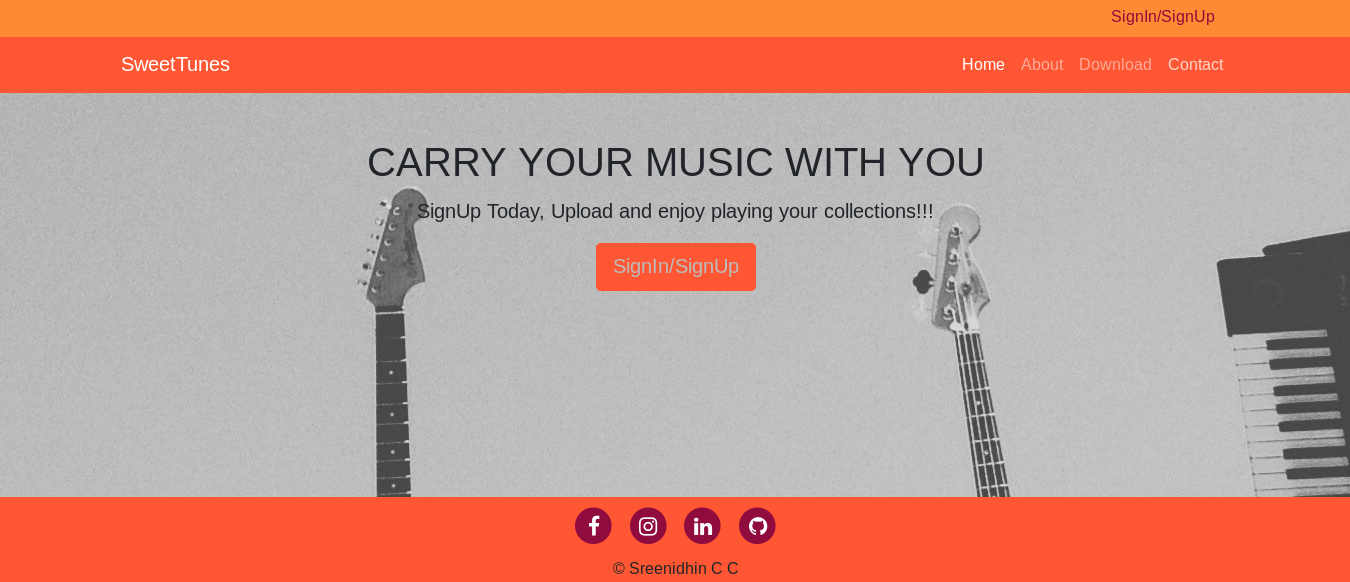 SignIn/SignUp
SweetTunes Home About Download Contact
CARRY YOUR MUSIC WITH YOU
SignUp Today, Upload and enjoy playing your collections!!!
SignIn/SignUp
© Sreenidhin C C